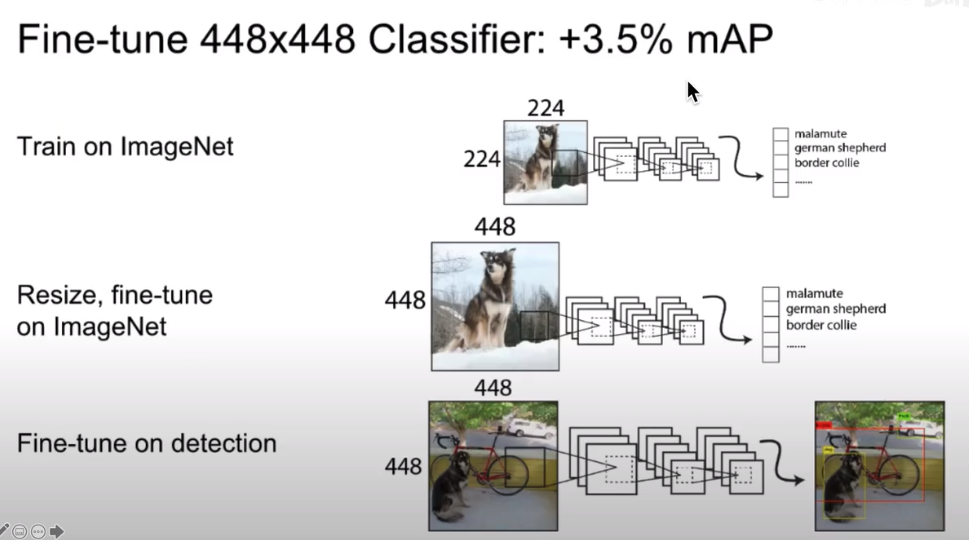 Fine-tune 448x448 Classifier: +3.5% mAP
Train on ImageNet
224
224
malamute
german shepherd
border collie
.......
Resize, fine-tune
on ImageNet
448
448
malamute
german shepherd
border collie
.......
Fine-tune on detection
448
448